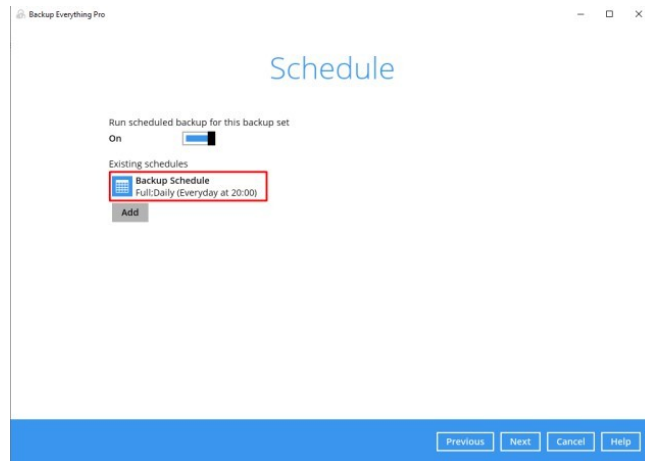 Backup Everything Pro
Schedule
Run scheduled backup for this backup set
On
Existing schedules
Backup Schedule
Full:Daily (Everyday at 20:00)
Add
Previous Next Cancel Help